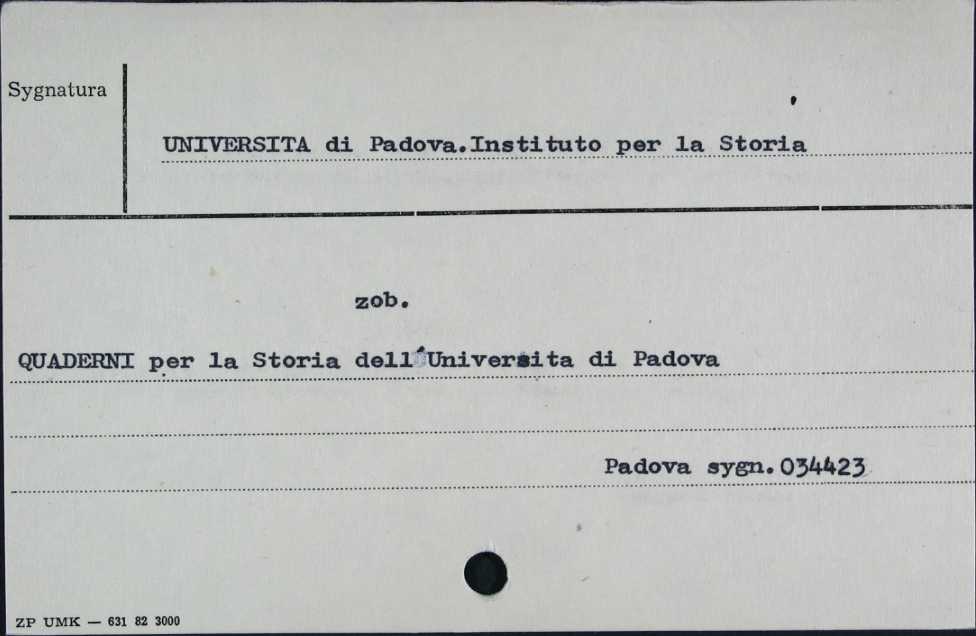 Sygnatura
UNIVERSITA di Padova.Instituto per la Storia
zob.
QUADERNI per la Storia dell'Universita di Padova
Padova sygn.034423
ZP UMK — 631 82 3000